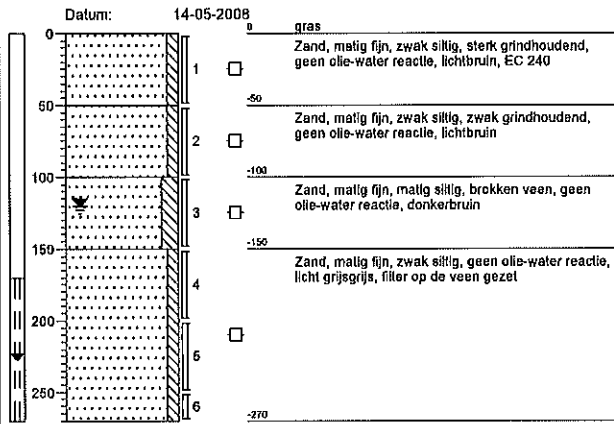 Datum: 14-05-2008
0 gras
0
Zand, matig fijn, zwak siltig, sterk grindhoudend,
geen olie-water reactie, lichtbruin, EC 240
1
50
-50
Zand, matig fijn, zwak siltig, zwak grindhoudend,
geen olie-water reactie, lichtbruin
2
100
-100
Zand, matig fijn, matig siltig, brokken veen, geen
olie-water reactie, donkerbruin
3
150
-150
Zand, matig fijn, zwak siltig, geen olie-water reactie,
licht grijsgrijs, filter op de veen gezet
4
200
5
250
6
-270